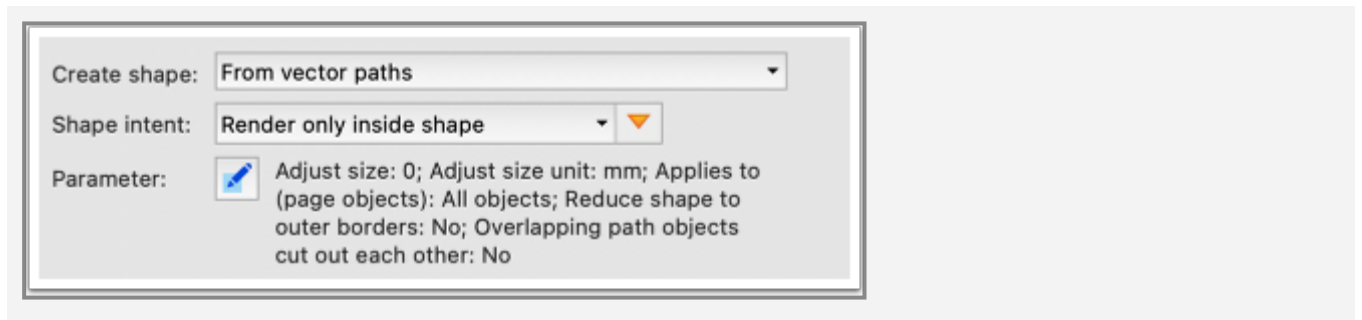 Create shape: From vector paths
Shape intent: Render only inside shape
Parameter: Adjust size: 0; Adjust size unit: mm; Applies to
(page objects): All objects; Reduce shape to
outer borders: No; Overlapping path objects
cut out each other: No